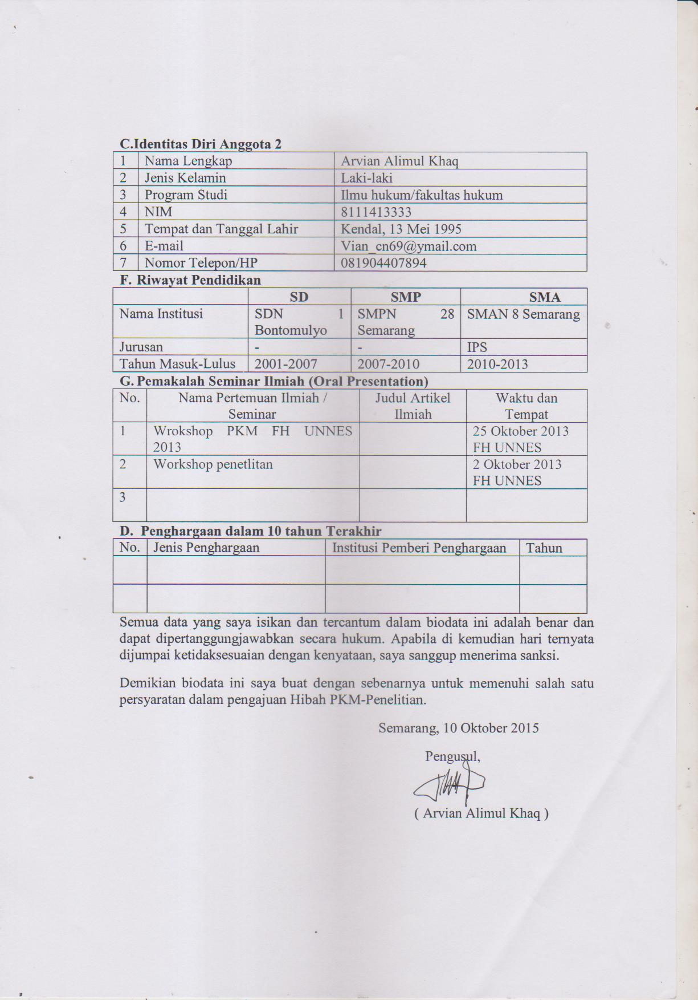 C.Identitas Diri Anggota 2
1 Nama Lengkap Arvian Alimul Khaq
2 Jenis Kelamin Laki-laki
3 Program Studi Ilmu hukum/fakultas hukum
4 NIM 8111413333
5 Tempat dan Tanggal Lahir Kendal, 13 Mei 1995
6 E-mail Vian_cn69@ymail.com
7 Nomor Telepon/HP 081904407894
F. Riwayat Pendidikan
SD SMP SMA
Nama Institusi SDN 1 SMPN 28 SMAN 8 Semarang
Bontomulyo Semarang
Jurusan - - IPS
Tahun Masuk-Lulus 2001-2007 2007-2010 2010-2013
G. Pemakalah Seminar Ilmiah (Oral Presentation)
No. Nama Pertemuan Ilmiah / Judul Artikel Waktu dan
Seminar Ilmiah Tempat
1 Wrokshop PKM FH UNNES 25 Oktober 2013
2013 FH UNNES
2 Workshop penetlitan 2 Oktober 2013
FH UNNES
3
D. Penghargaan dalam 10 tahun Terakhir
No. Jenis Penghargaan Institusi Pemberi Penghargaan Tahun
Semua data yang saya isikan dan tercantum dalam biodata ini adalah benar dan
dapat dipertanggungjawabkan secara hukum. Apabila di kemudian hari ternyata
dijumpai ketidaksesuaian dengan kenyataan, saya sanggup menerima sanksi.
Demikian biodata ini saya buat dengan sebenarnya untuk memenuhi salah satu
persyaratan dalam pengajuan Hibah PKM-Penelitian.
Semarang, 10 Oktober 2015
Pengusul,
( Arvian Alimul Khaq )